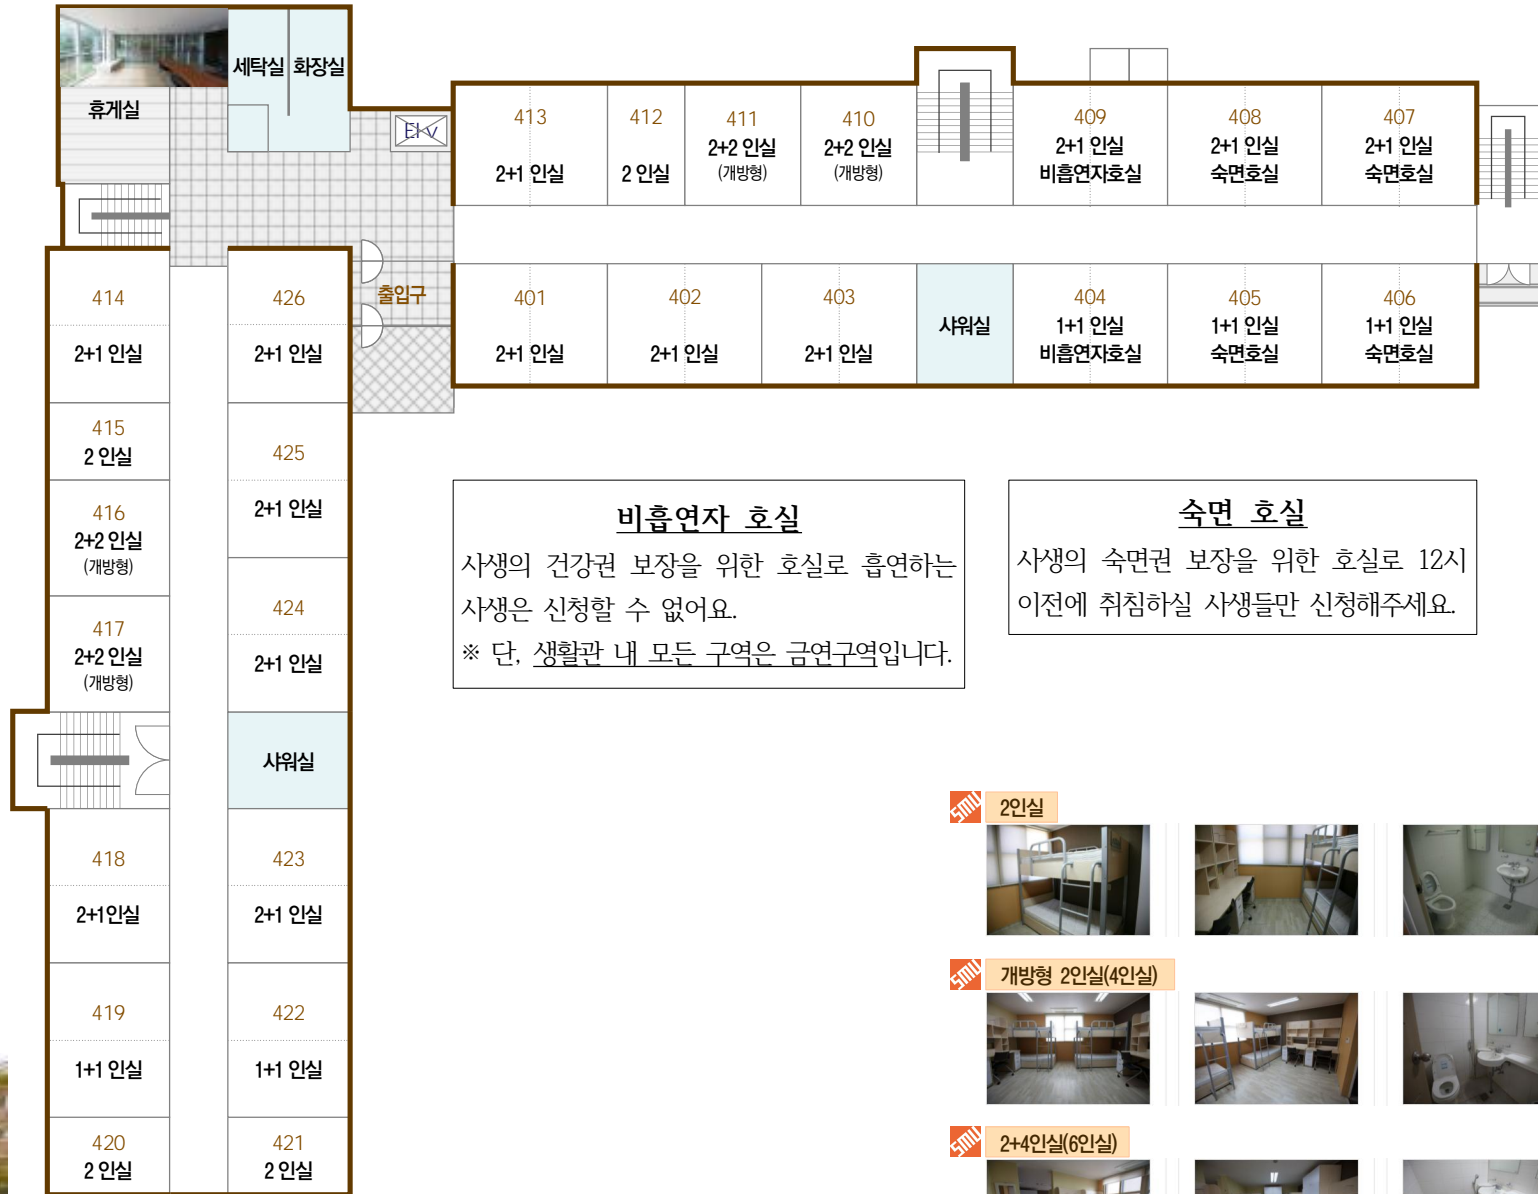 세탁실 화장실
휴게실
EV
413
2+1 인실
412
2 인실
411
2+2 인실
(개방형)
410
2+2 인실
(개방형)
409
2+1 인실
비흡연자호실
408
2+1 인실
숙면호실
407
2+1 인실
숙면호실
출입구
401
2+1 인실
402
2+1 인실
403
2+1 인실
샤워실
404
1+1 인실
비흡연자호실
405
1+1 인실
숙면호실
406
1+1 인실
숙면호실
414
2+1 인실
426
2+1 인실
415
2 인실
425
2+1 인실
416
2+2 인실
(개방형)
424
2+1 인실
417
2+2 인실
(개방형)
샤워실
418
2+1인실
423
2+1 인실
419
1+1 인실
422
1+1 인실
420
2 인실
421
2 인실
비흡연자 호실
사생의 건강권 보장을 위한 호실로 흡연하는
사생은 신청할 수 없어요.
※ 단, 생활관 내 모든 구역은 금연구역입니다.
숙면 호실
사생의 숙면권 보장을 위한 호실로 12시
이전에 취침하실 사생들만 신청해주세요.
SMU 2인실
SMU 개방형 2인실(4인실)
SMU 2+4인실(6인실)